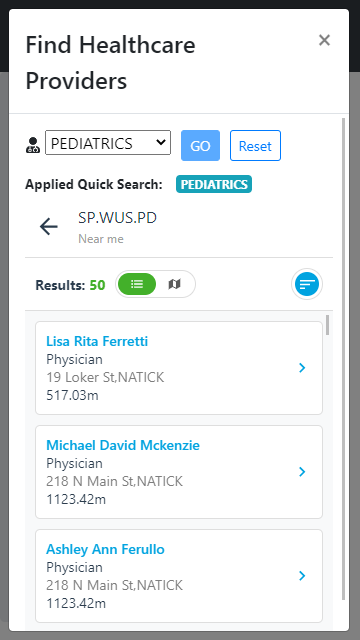 Find Healthcare
Providers
×
PEDIATRICS
GO
Reset
Applied Quick Search: PEDIATRICS
SP.WUS.PD
Near me
Results: 50
Lisa Rita Ferretti
Physician
19 Loker St,NATICK
517.03m
Michael David Mckenzie
Physician
218 N Main St,NATICK
1123.42m
Ashley Ann Ferullo
Physician
218 N Main St,NATICK
1123.42m